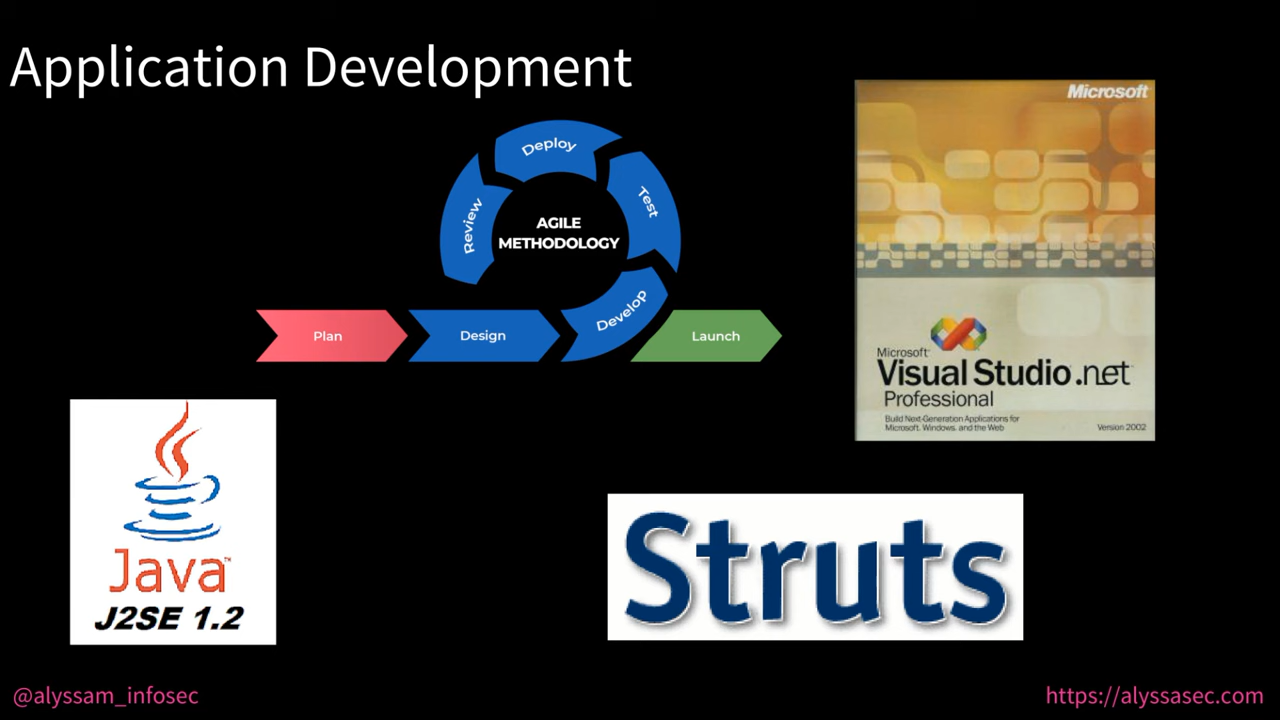 Application Development
Microsoft
Deploy
Test
Review
AGILE
METHODOLOGY
Develop
Plan
Design
Launch
Microsoft
Visual Studio .net
Professional
Build Next-Generation Applications for
Microsoft, Windows, and the Web
Version 2002
Java™
J2SE 1.2
Struts
@alyssam_infosec
https://alyssasec.com